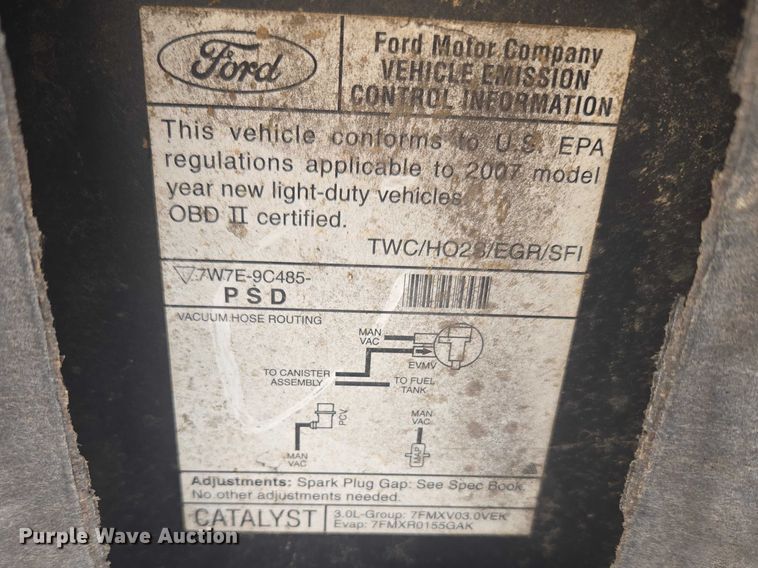 Ford
Ford Motor Company
VEHICLE EMISSION
CONTROL INFORMATION
This vehicle conforms to U.S. EPA
regulations applicable to 2007 model
year new light-duty vehicles.
OBD II certified.
TWC/HO2S/EGR/SFI
7W7E-9C485-
PSD
VACUUM HOSE ROUTING
MAN
VAC
EVMV
TO CANISTER
ASSEMBLY
TO FUEL
TANK
PCV
MAN
VAC
MAN
VAC
MAP
Adjustments: Spark Plug Gap: See Spec Book.
No other adjustments needed.
CATALYST
3.0L-Group: 7FMXV03.0VEK
Evap: 7FMXR0155GAK
Purple Wave Auction